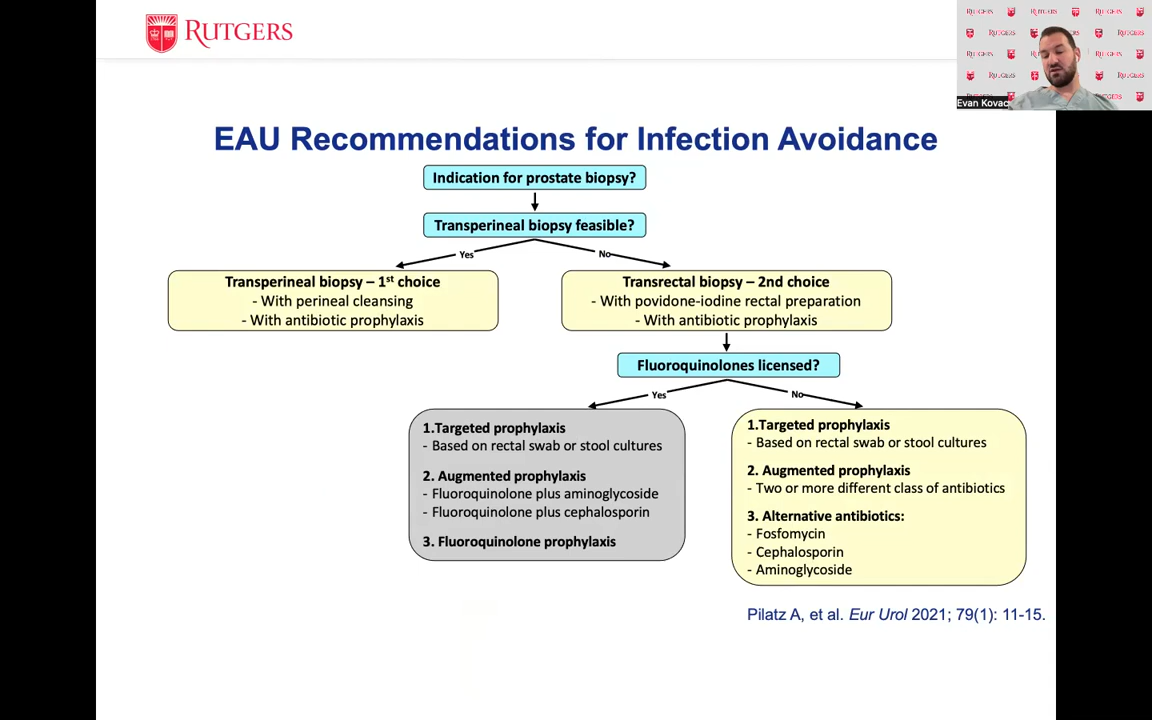 RUTGERS
Evan Kovac
EAU Recommendations for Infection Avoidance
Indication for prostate biopsy?
Transperineal biopsy feasible?
Yes
No
Transperineal biopsy – 1st choice
- With perineal cleansing
- With antibiotic prophylaxis
Transrectal biopsy – 2nd choice
- With povidone-iodine rectal preparation
- With antibiotic prophylaxis
Fluoroquinolones licensed?
Yes
No
1.Targeted prophylaxis
- Based on rectal swab or stool cultures
2. Augmented prophylaxis
- Fluoroquinolone plus aminoglycoside
- Fluoroquinolone plus cephalosporin
3. Fluoroquinolone prophylaxis
1.Targeted prophylaxis
- Based on rectal swab or stool cultures
2. Augmented prophylaxis
- Two or more different class of antibiotics
3. Alternative antibiotics:
- Fosfomycin
- Cephalosporin
- Aminoglycoside
Pilatz A, et al. Eur Urol 2021; 79(1): 11-15.